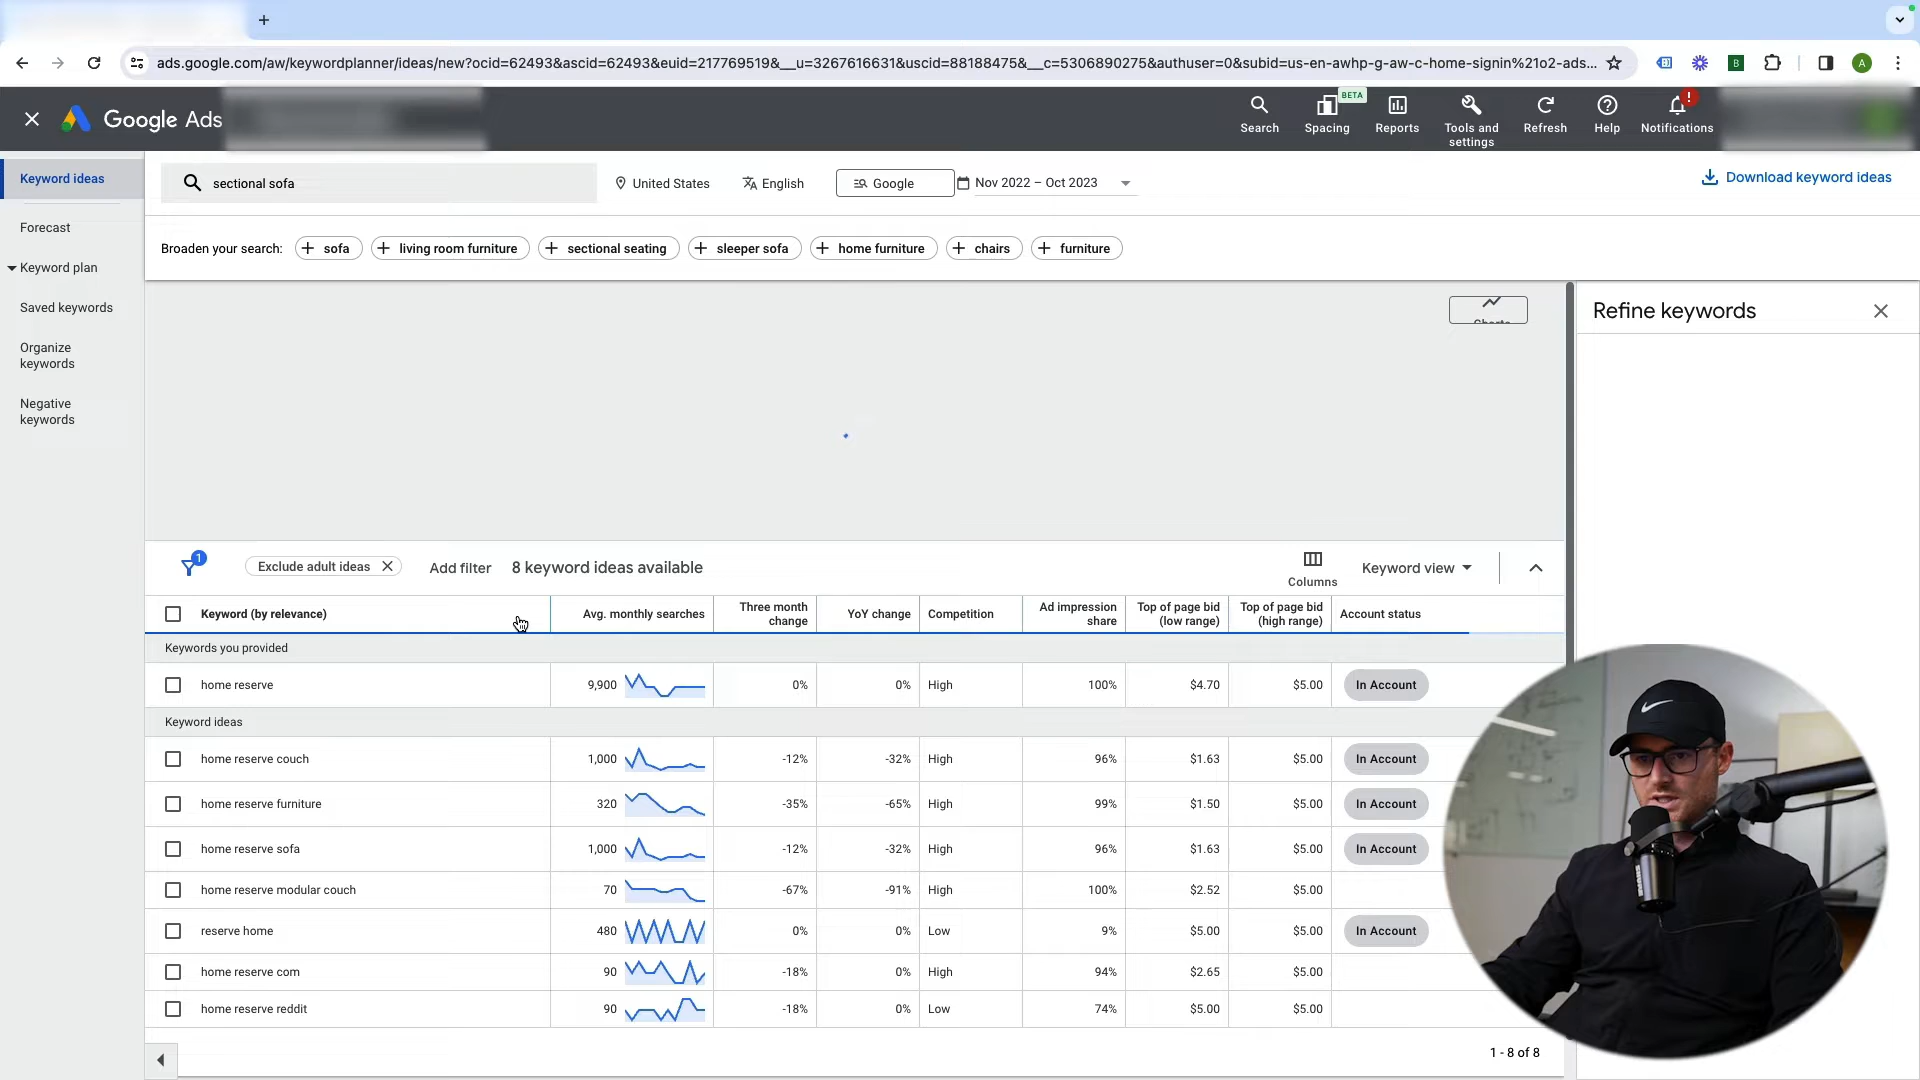 ads.google.com/aw/keywordplanner/ideas/new?ocid=62493&ascid=62493&euid=217769519&__u=3267616631&uscid=88188475&__c=5306890275&authuser=0&subid=us-en-awhp-g-aw-c-home-signin%21o2-ads...
B
A
Google Ads
Search
BETA
Spacing
Reports
Tools and
settings
Refresh
Help
!
Notifications
Keyword ideas
Forecast
Keyword plan
Saved keywords
Organize
keywords
Negative
keywords
sectional sofa
United States
English
Google
Nov 2022 – Oct 2023
Download keyword ideas
Broaden your search:
sofa
living room furniture
sectional seating
sleeper sofa
home furniture
chairs
furniture
Charts
Refine keywords
1
Exclude adult ideas
Add filter
8 keyword ideas available
Columns
Keyword view
Keyword (by relevance) Avg. monthly searches Three month change YoY change Competition Ad impression share Top of page bid (low range) Top of page bid (high range) Account status
Keywords you provided
home reserve 9,900 0% 0% High 100% $4.70 $5.00 In Account
Keyword ideas
home reserve couch 1,000 -12% -32% High 96% $1.63 $5.00 In Account
home reserve furniture 320 -35% -65% High 99% $1.50 $5.00 In Account
home reserve sofa 1,000 -12% -32% High 96% $1.63 $5.00 In Account
home reserve modular couch 70 -67% -91% High 100% $2.52 $5.00
reserve home 480 0% 0% Low 9% $5.00 $5.00 In Account
home reserve com 90 -18% 0% High 94% $2.65 $5.00
home reserve reddit 90 -18% 0% Low 74% $5.00 $5.00
1 - 8 of 8